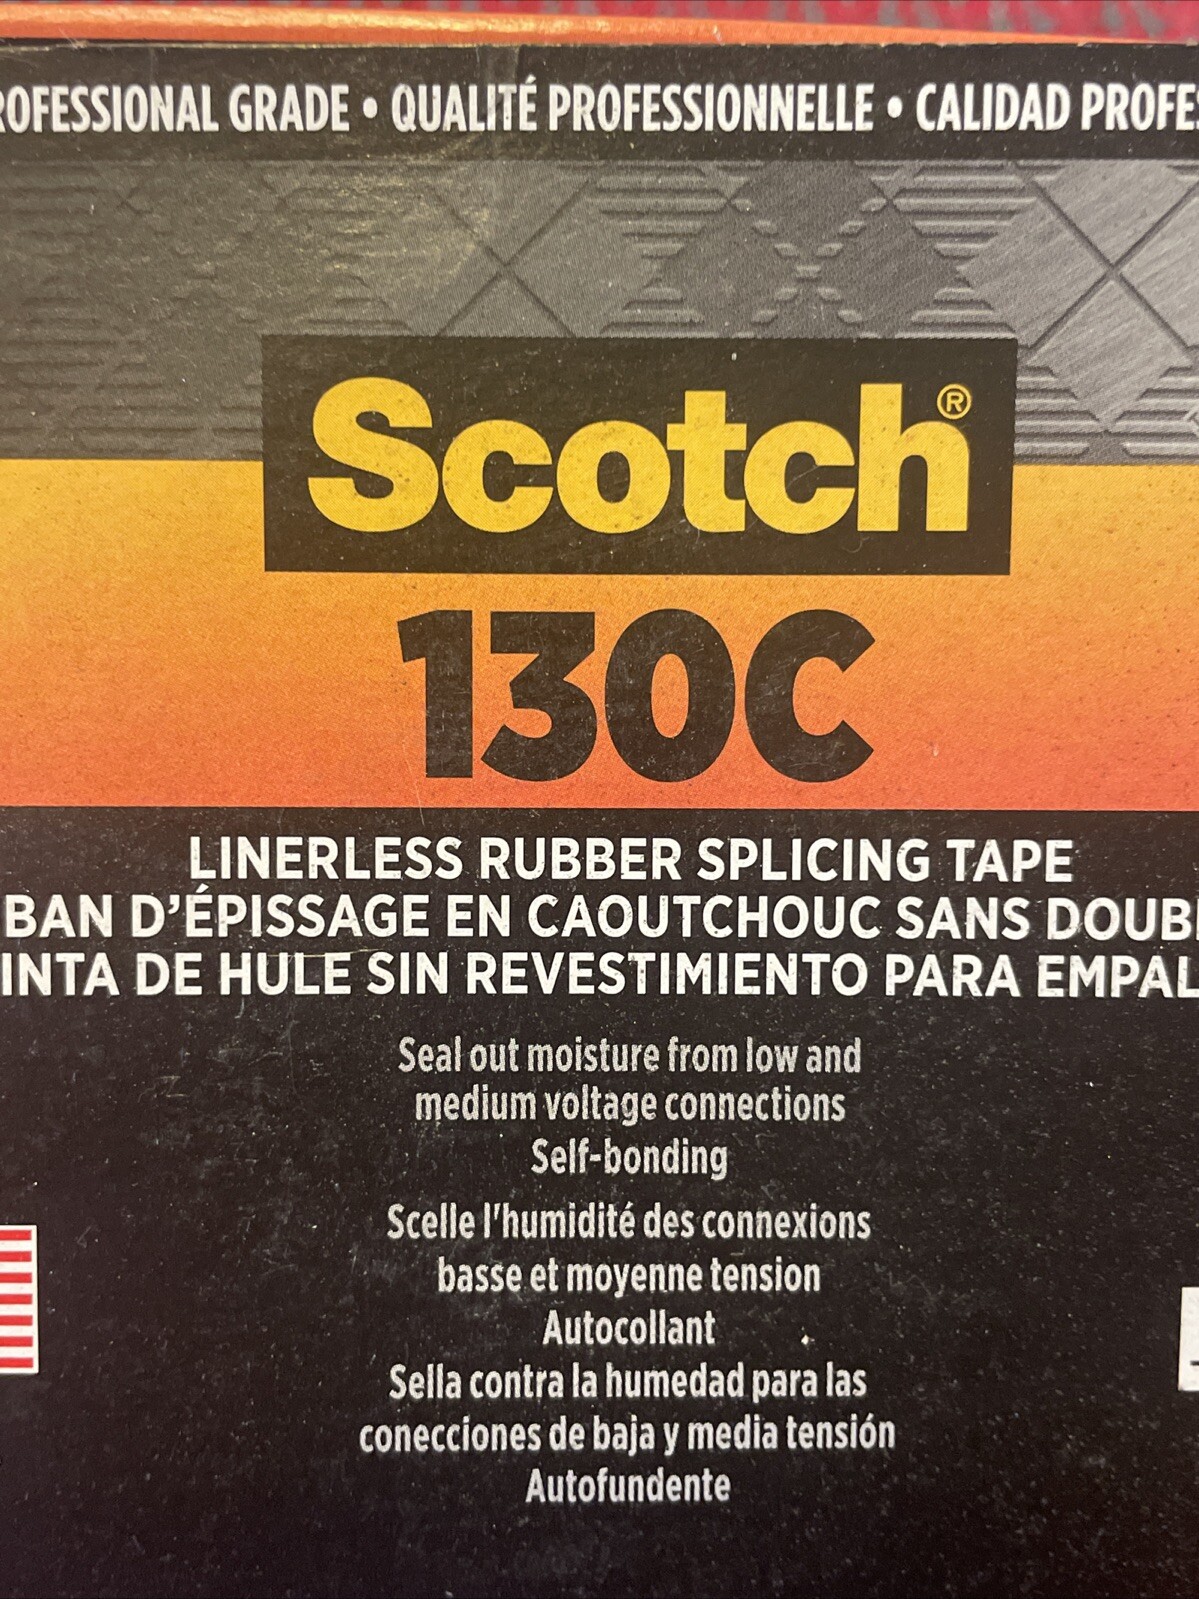 ROFESSIONAL GRADE • QUALITÉ PROFESSIONNELLE • CALIDAD PROFE
Scotch®
130C
LINERLESS RUBBER SPLICING TAPE
BAN D'ÉPISSAGE EN CAOUTCHOUC SANS DOUB
INTA DE HULE SIN REVESTIMIENTO PARA EMPAL
Seal out moisture from low and
medium voltage connections
Self-bonding
Scelle l'humidité des connexions
basse et moyenne tension
Autocollant
Sella contra la humedad para las
conecciones de baja y media tensión
Autofundente